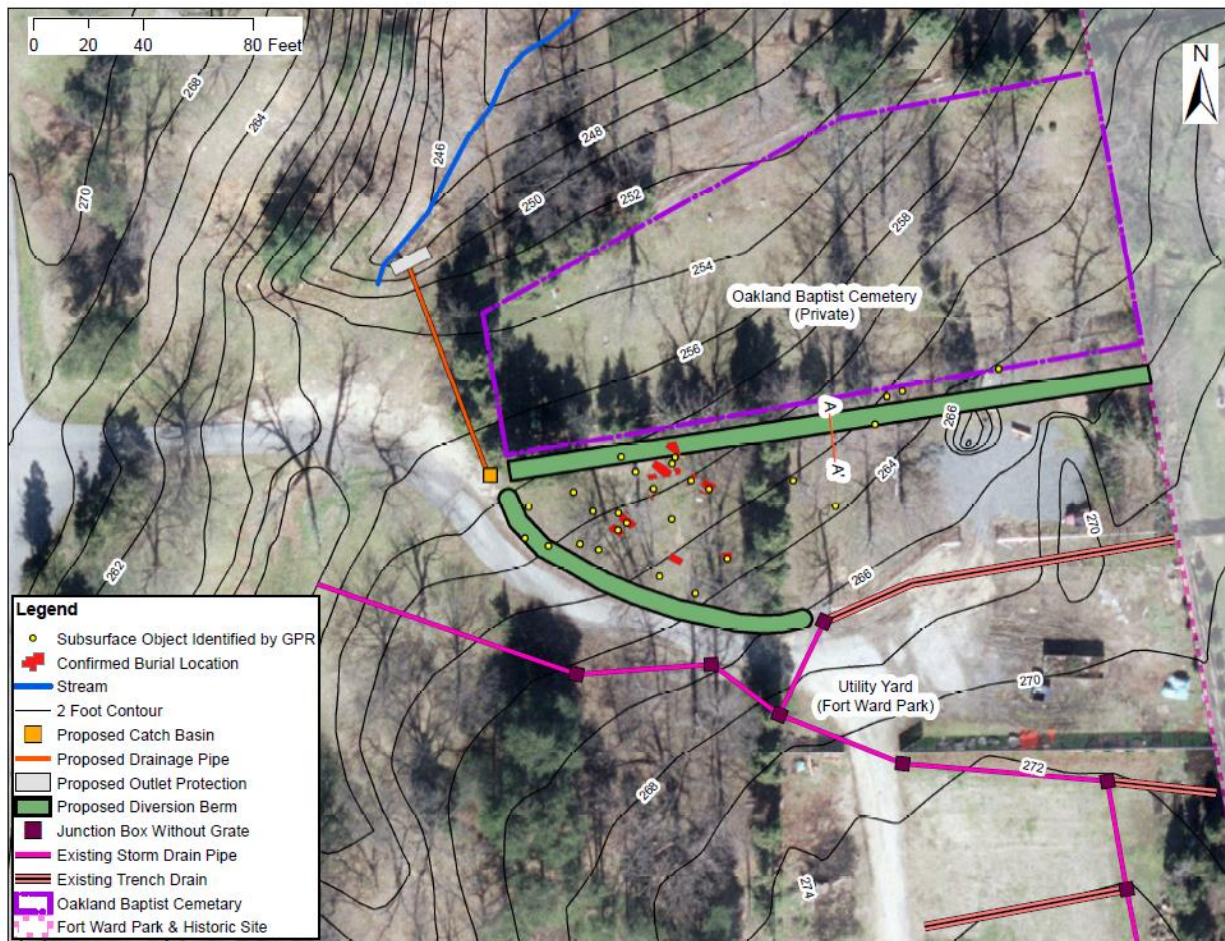 0 20 40 80 Feet
N
268
264
270
246
248
250
252
258
254
Oakland Baptist Cemetery
(Private)
256
A
266
A'
264
270
262
266
Legend
Subsurface Object Identified by GPR
Confirmed Burial Location
Stream
2 Foot Contour
Proposed Catch Basin
Proposed Drainage Pipe
Proposed Outlet Protection
Proposed Diversion Berm
Junction Box Without Grate
Existing Storm Drain Pipe
Existing Trench Drain
Oakland Baptist Cemetary
Fort Ward Park & Historic Site
Utility Yard
(Fort Ward Park)
270
272
268
274